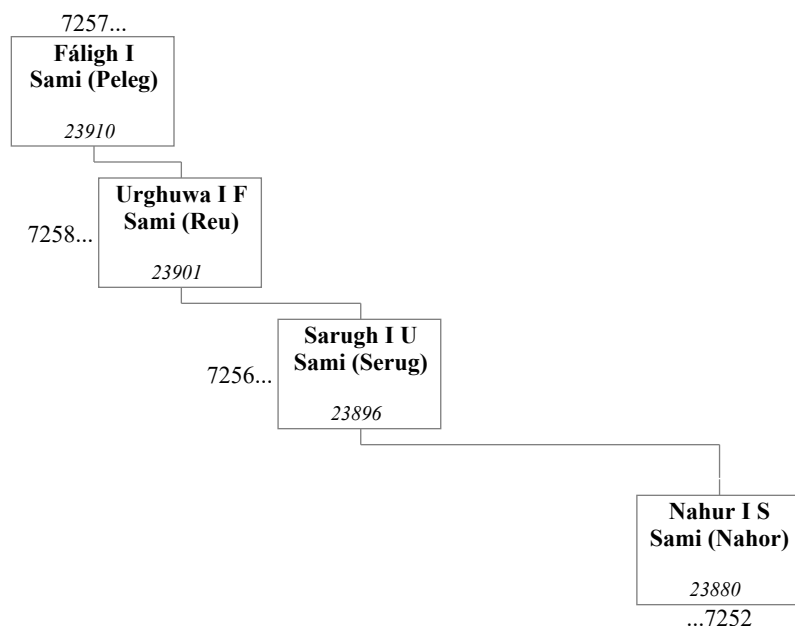 7257...
Fáligh I
Sami (Peleg)
23910
Urghuwa I F
Sami (Reu)
7258...
23901
Sarugh I U
Sami (Serug)
7256...
23896
Nahur I S
Sami (Nahor)
23880
...7252